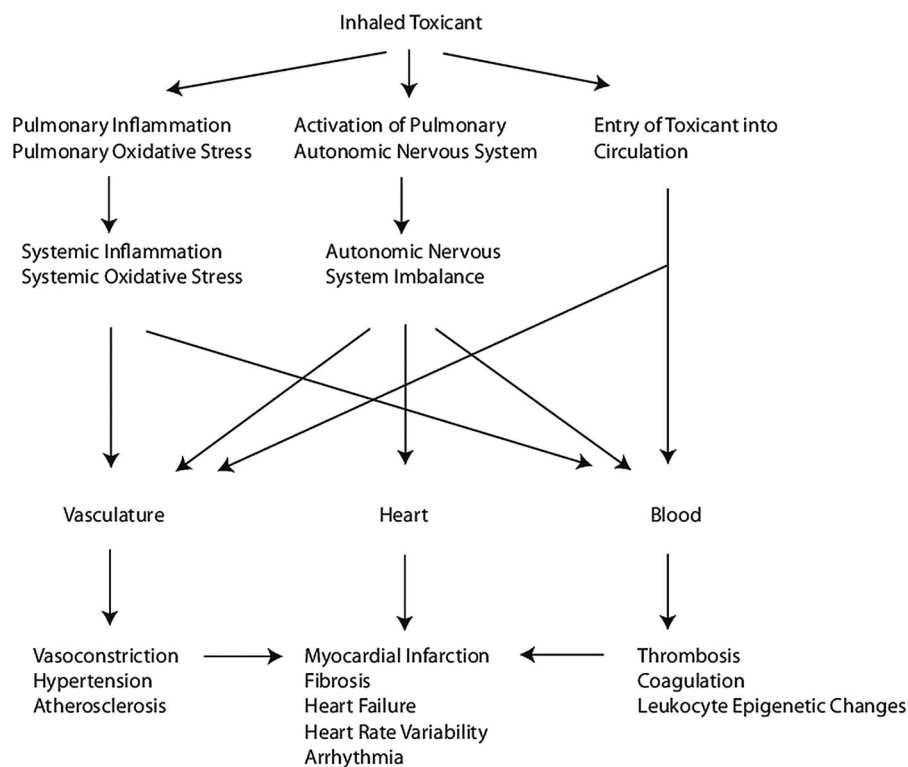 Inhaled Toxicant
Pulmonary Inflammation
Pulmonary Oxidative Stress
Activation of Pulmonary
Autonomic Nervous System
Entry of Toxicant into
Circulation
Systemic Inflammation
Systemic Oxidative Stress
Autonomic Nervous
System Imbalance
Vasculature
Heart
Blood
Vasoconstriction
Hypertension
Atherosclerosis
Myocardial Infarction
Fibrosis
Heart Failure
Heart Rate Variability
Arrhythmia
Thrombosis
Coagulation
Leukocyte Epigenetic Changes